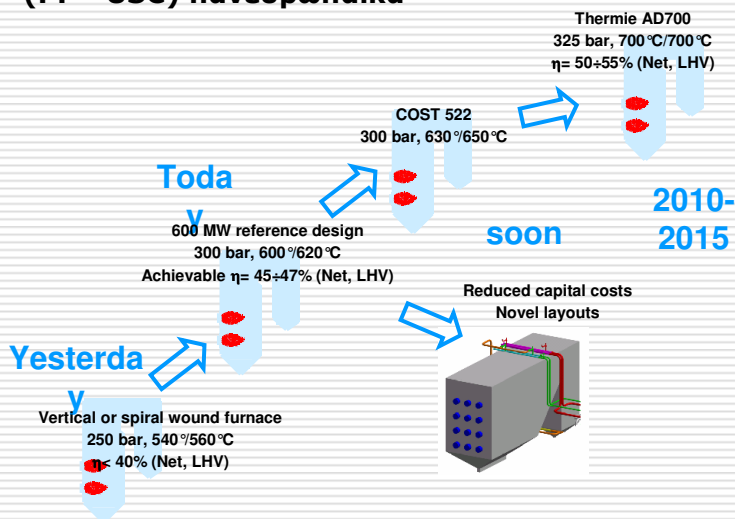 Thermie AD700
325 bar, 700°C/700°C
η= 50÷55% (Net, LHV)
COST 522
300 bar, 630°/650°C
Toda
y
2010-
2015
soon
600 MW reference design
300 bar, 600°/620°C
Achievable η= 45÷47% (Net, LHV)
Reduced capital costs
Novel layouts
Yesterda
y
Vertical or spiral wound furnace
250 bar, 540°/560°C
η< 40% (Net, LHV)